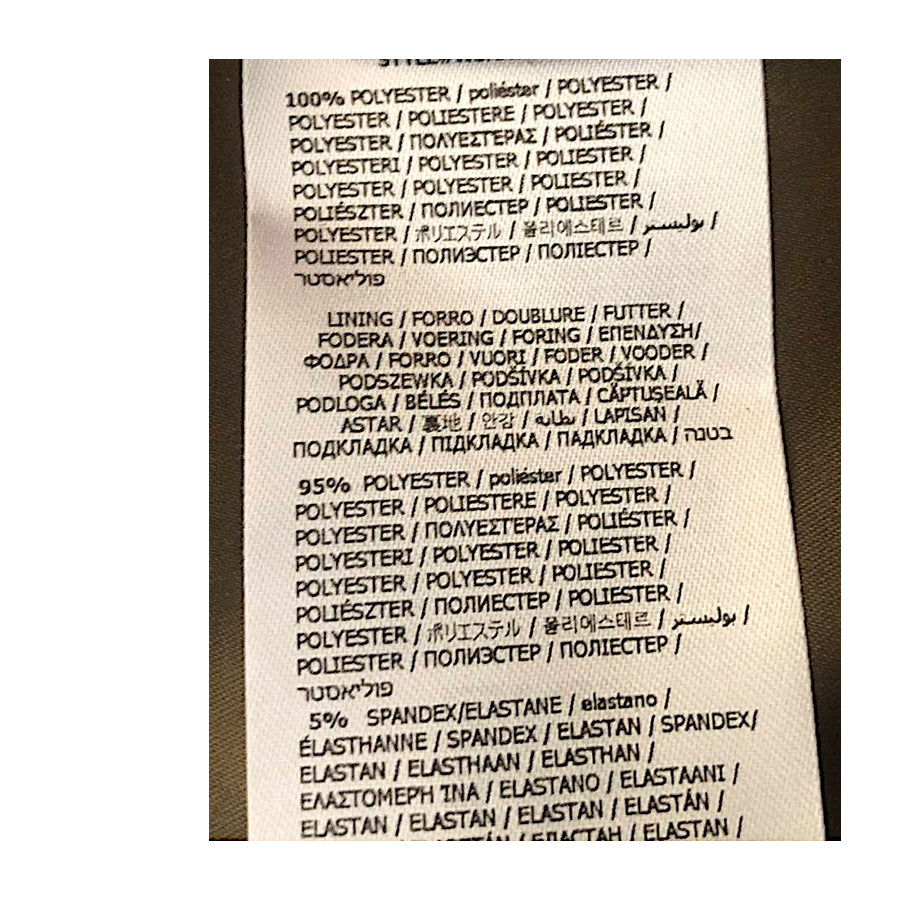 100% POLYESTER / poliéster / POLYESTER /
POLYESTER / POLIESTERE / POLYESTER /
POLYESTER / ΠΟΛΥΕΣΤΈΡΑΣ / POLIÉSTER /
POLYESTERI / POLYESTER / POLIESTER /
POLYESTER / POLYESTER / POLIESTER /
POLIÉSZTER / ПОЛИЕСТЕР / POLIESTER /
POLYESTER / ポリエステル / 폴리에스테르 / بوليستر /
POLIESTER / ПОЛИЭСТЕР / ПОЛІЕСТЕР /
פוליאסטר
LINING / FORRO / DOUBLURE / FUTTER /
FODERA / VOERING / FORING / ΕΠΕΝΔΥΣΗ/
ΦΟΔΡΑ / FORRO / VUORI / FODER / VOODER /
PODSZEWKA / PODŠÍVKA / PODŠÍVKA /
PODLOGA / BÉLÉS / ПОДПЛАТА / CĂPTUŞEALĂ /
ASTAR / 裏地 / 안감 / بطانة / LAPISAN /
ПОДКЛАДКА / ПІДКЛАДКА / ПАДКЛАДКА / בטנה
95% POLYESTER / poliéster / POLYESTER /
POLYESTER / POLIESTERE / POLYESTER /
POLYESTER / ΠΟΛΥΕΣΤΈΡΑΣ / POLIÉSTER /
POLYESTERI / POLYESTER / POLIESTER /
POLYESTER / POLYESTER / POLIESTER /
POLIÉSZTER / ПОЛИЕСТЕР / POLIESTER /
POLYESTER / ポリエステル / 폴리에스테르 / بوليستر /
POLIESTER / ПОЛИЭСТЕР / ПОЛІЕСТЕР /
פוליאסטר
5% SPANDEX/ELASTANE / elastano /
ÉLASTHANNE / SPANDEX / ELASTAN / SPANDEX/
ELASTAN / ELASTHAAN / ELASTHAN /
ΕΛΑΣΤΟΜΕΡΗ ΊΝΑ / ELASTANO / ELASTAANI /
ELASTAN / ELASTAN / ELASTAN / ELASTÁN /
ЕЛАСТАН / ELASTAN /